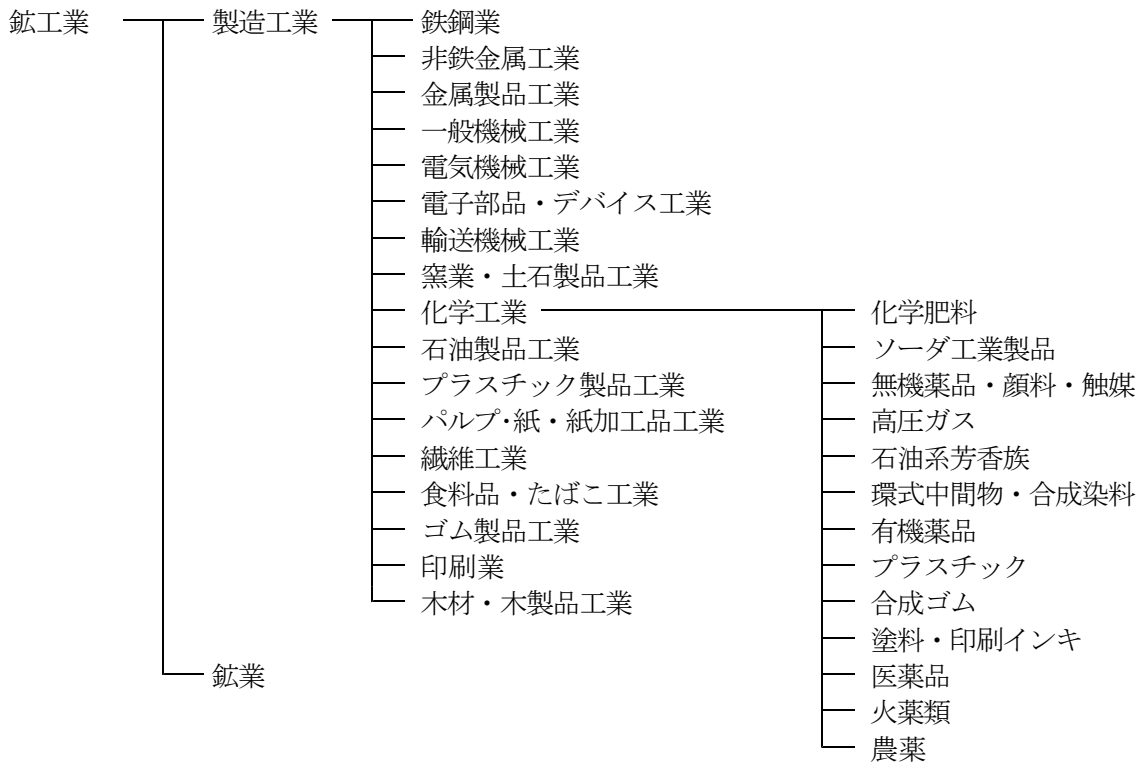 鉱工業 製造工業 鉄鋼業
非鉄金属工業
金属製品工業
一般機械工業
電気機械工業
電子部品・デバイス工業
輸送機械工業
窯業・土石製品工業
化学工業 化学肥料
石油製品工業 ソーダ工業製品
プラスチック製品工業 無機薬品・顔料・触媒
パルプ・紙・紙加工品工業 高圧ガス
繊維工業 石油系芳香族
食料品・たばこ工業 環式中間物・合成染料
ゴム製品工業 有機薬品
印刷業 プラスチック
木材・木製品工業 合成ゴム
塗料・印刷インキ
鉱業 医薬品
火薬類
農薬